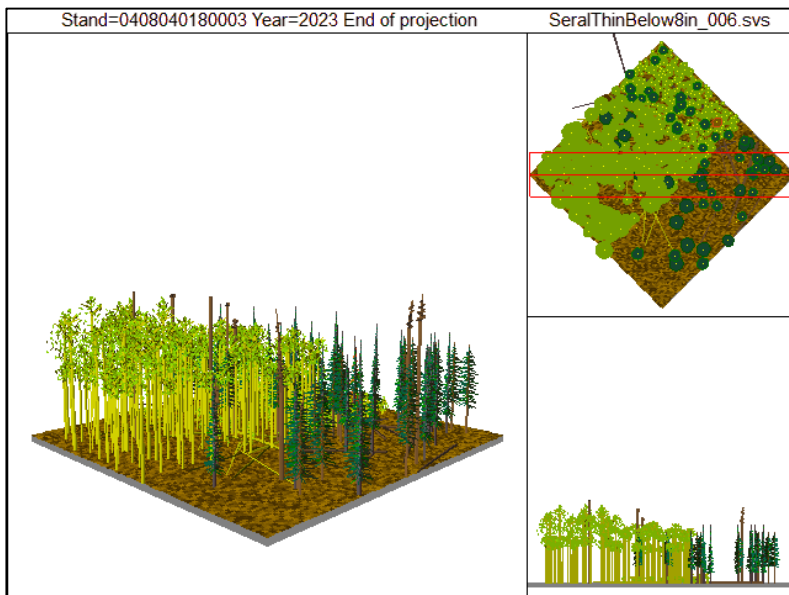 Stand=0408040180003 Year=2023 End of projection
SeralThinBelow8in_006.svs